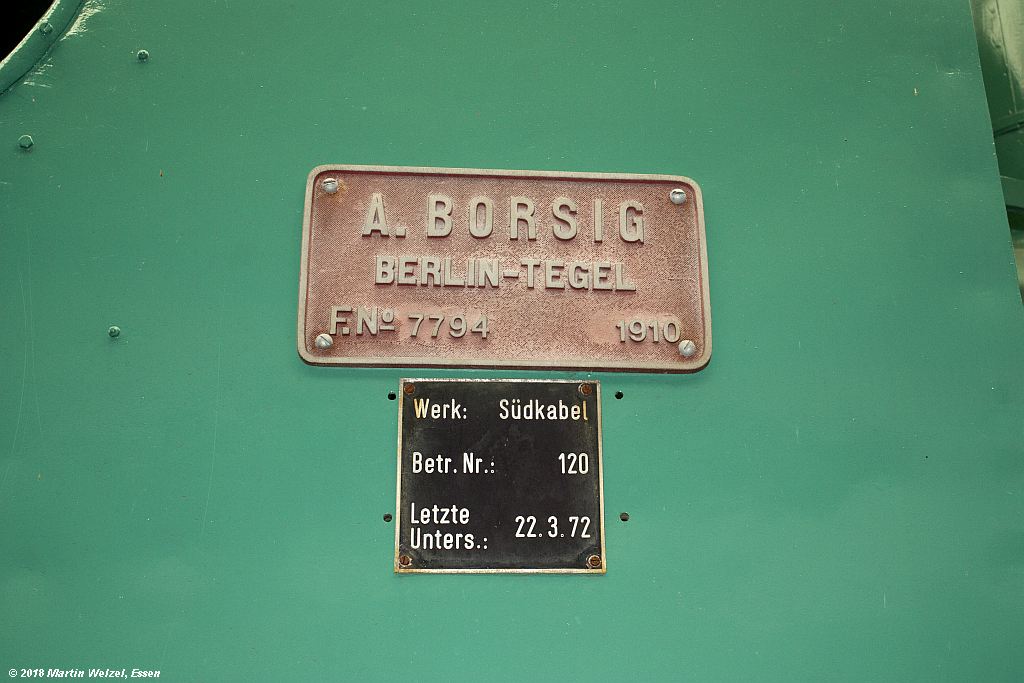 A. BORSIG
BERLIN-TEGEL
F.Nº 7794 1910
Werk: Südkabel
Betr. Nr.: 120
Letzte
Unters.: 22.3.72
© 2018 Martin Welzel, Essen